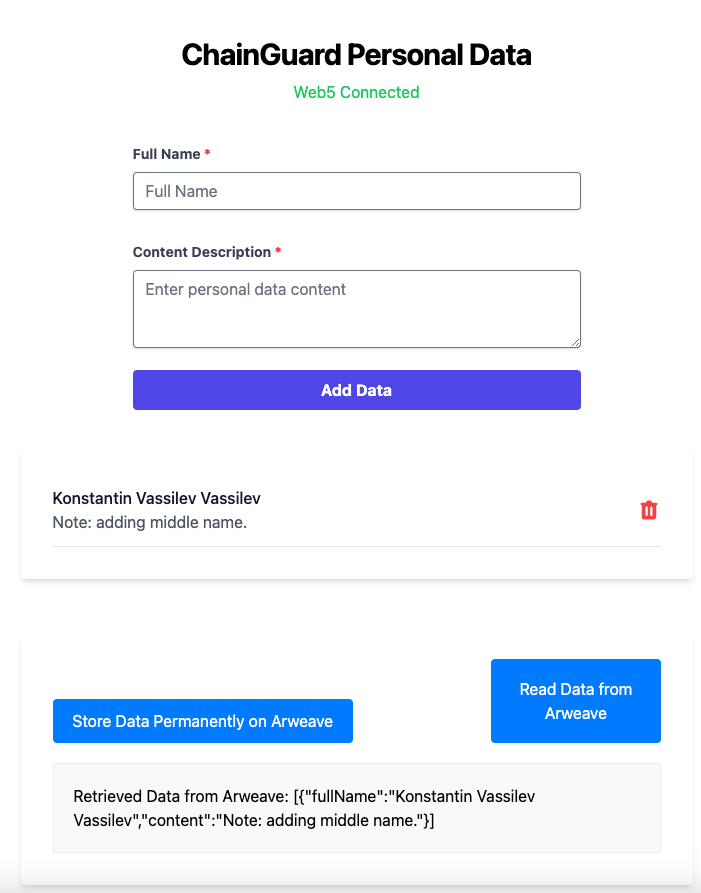 ChainGuard Personal Data
Web5 Connected
Full Name *
Full Name
Content Description *
Enter personal data content
Add Data
Konstantin Vassilev Vassilev
Note: adding middle name.
Read Data from
Arweave
Store Data Permanently on Arweave
Retrieved Data from Arweave: [{"fullName":"Konstantin Vassilev
Vassilev","content":"Note: adding middle name."}]